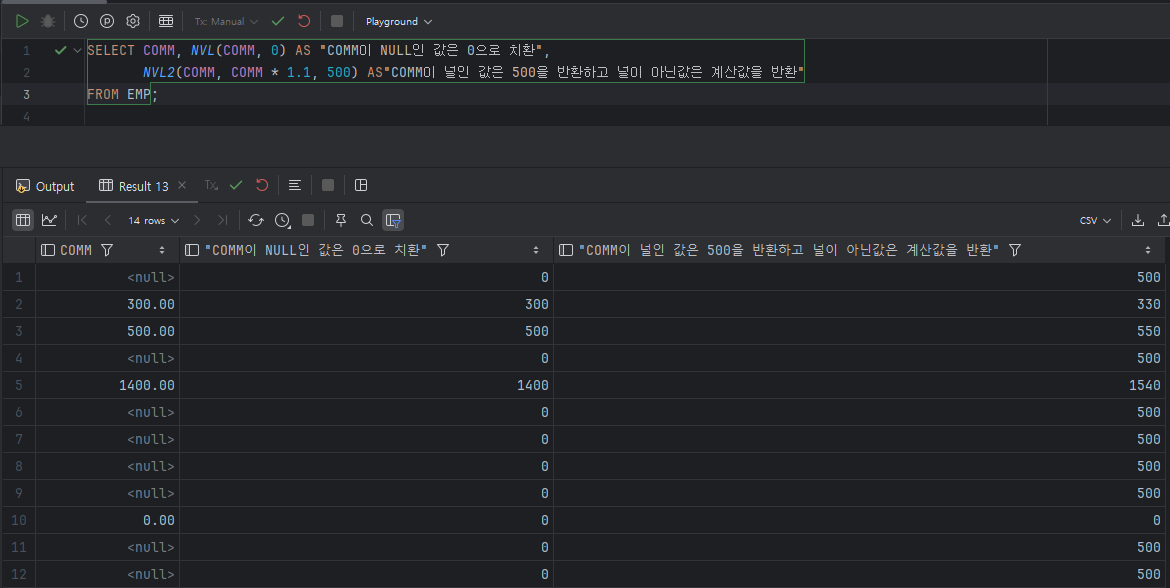 Tx: Manual Playground
1 SELECT COMM, NVL(COMM, 0) AS "COMM이 NULL인 값은 0으로 치환",
2 NVL2(COMM, COMM * 1.1, 500) AS"COMM이 널인 값은 500을 반환하고 널이 아닌값은 계산값을 반환"
3 FROM EMP;
4
Output Result 13 Tx
14 rows CSV
COMM "COMM이 NULL인 값은 0으로 치환" "COMM이 널인 값은 500을 반환하고 널이 아닌값은 계산값을 반환"
1 <null> 0 500
2 300.00 300 330
3 500.00 500 550
4 <null> 0 500
5 1400.00 1400 1540
6 <null> 0 500
7 <null> 0 500
8 <null> 0 500
9 <null> 0 500
10 0.00 0 0
11 <null> 0 500
12 <null> 0 500